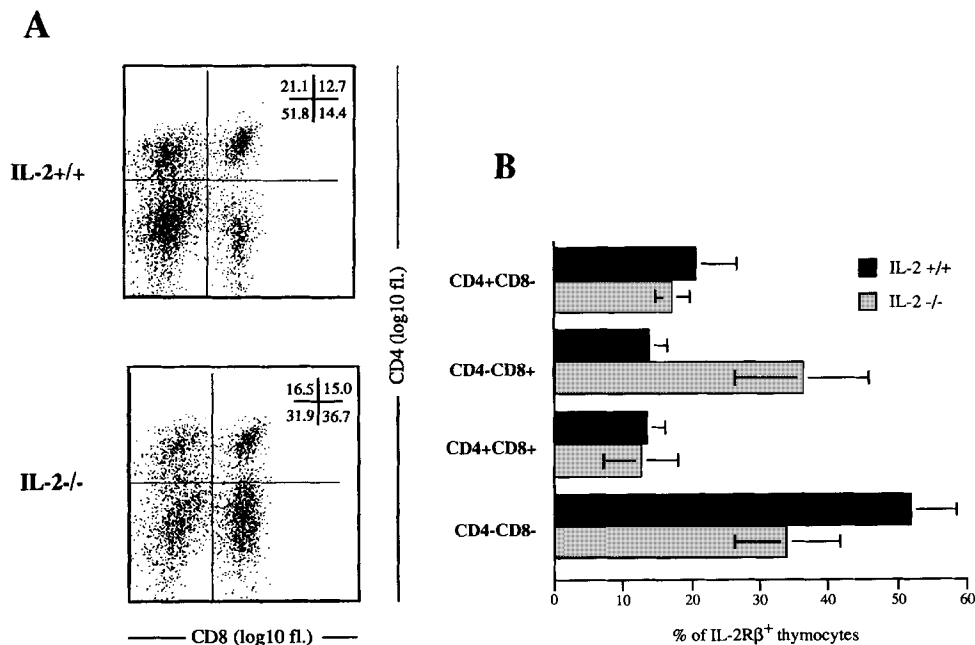 A
21.1 12.7
51.8 14.4
IL-2+/+
16.5 15.0
31.9 36.7
IL-2-/-
CD4 (log10 fl.)
CD8 (log10 fl.)
B
IL-2 +/+
IL-2 -/-
CD4+CD8-
CD4-CD8+
CD4+CD8+
CD4-CD8-
0 10 20 30 40 50 60
% of IL-2Rβ+ thymocytes